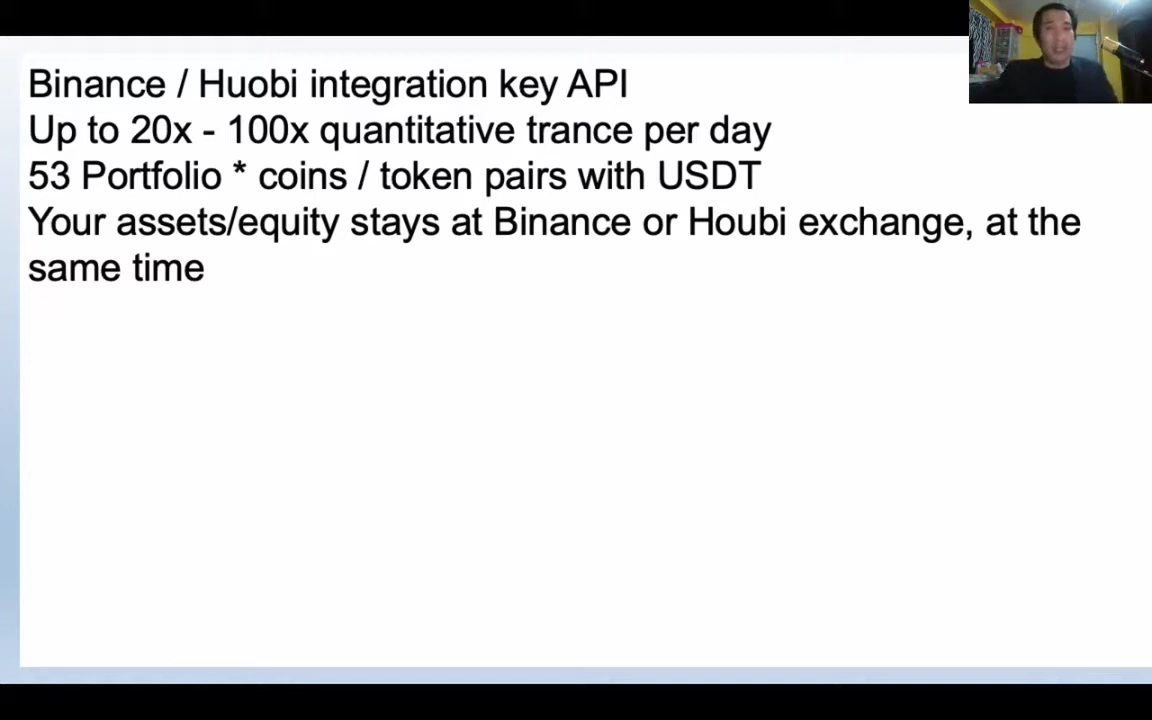 Binance / Huobi integration key API
Up to 20x - 100x quantitative trance per day
53 Portfolio * coins / token pairs with USDT
Your assets/equity stays at Binance or Houbi exchange, at the
same time